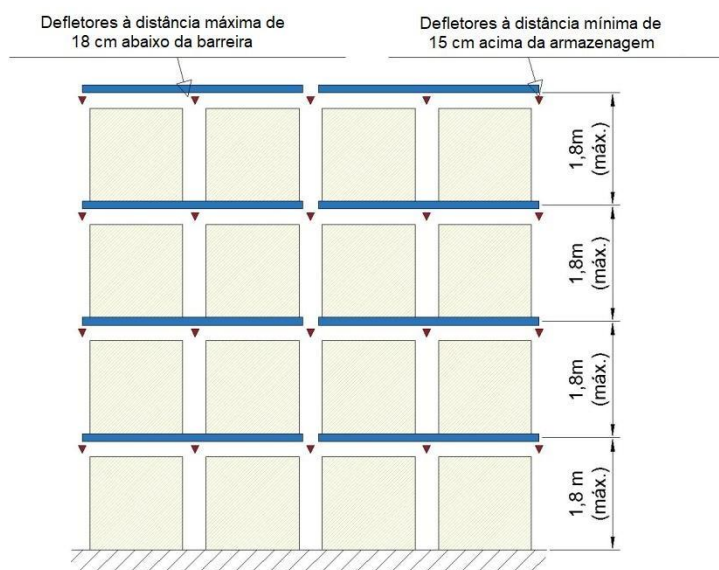 Defletores à distância máxima de
18 cm abaixo da barreira
Defletores à distância mínima de
15 cm acima da armazenagem
1,8m
(máx.)
1,8m
(máx.)
1,8m
(máx.)
1,8 m
(máx.)